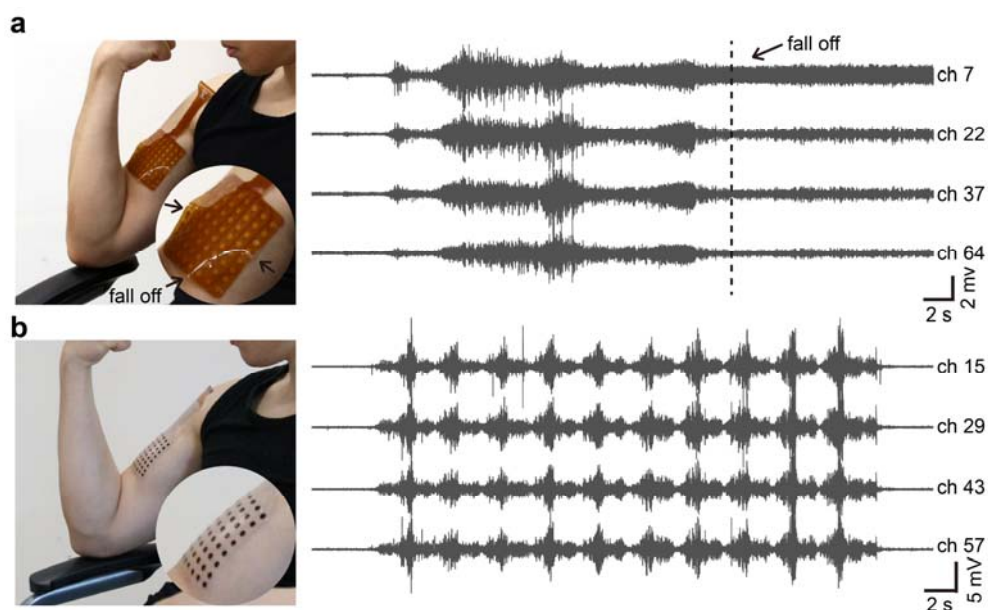 a
fall off
ch 7
ch 22
ch 37
ch 64
fall off
2 s
2 mv
b
ch 15
ch 29
ch 43
ch 57
2 s
5 mV